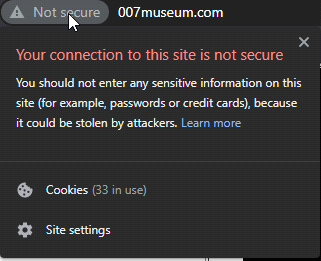 Not secure 007museum.com
Your connection to this site is not secure
You should not enter any sensitive information on this
site (for example, passwords or credit cards), because
it could be stolen by attackers. Learn more
Cookies (33 in use)
Site settings